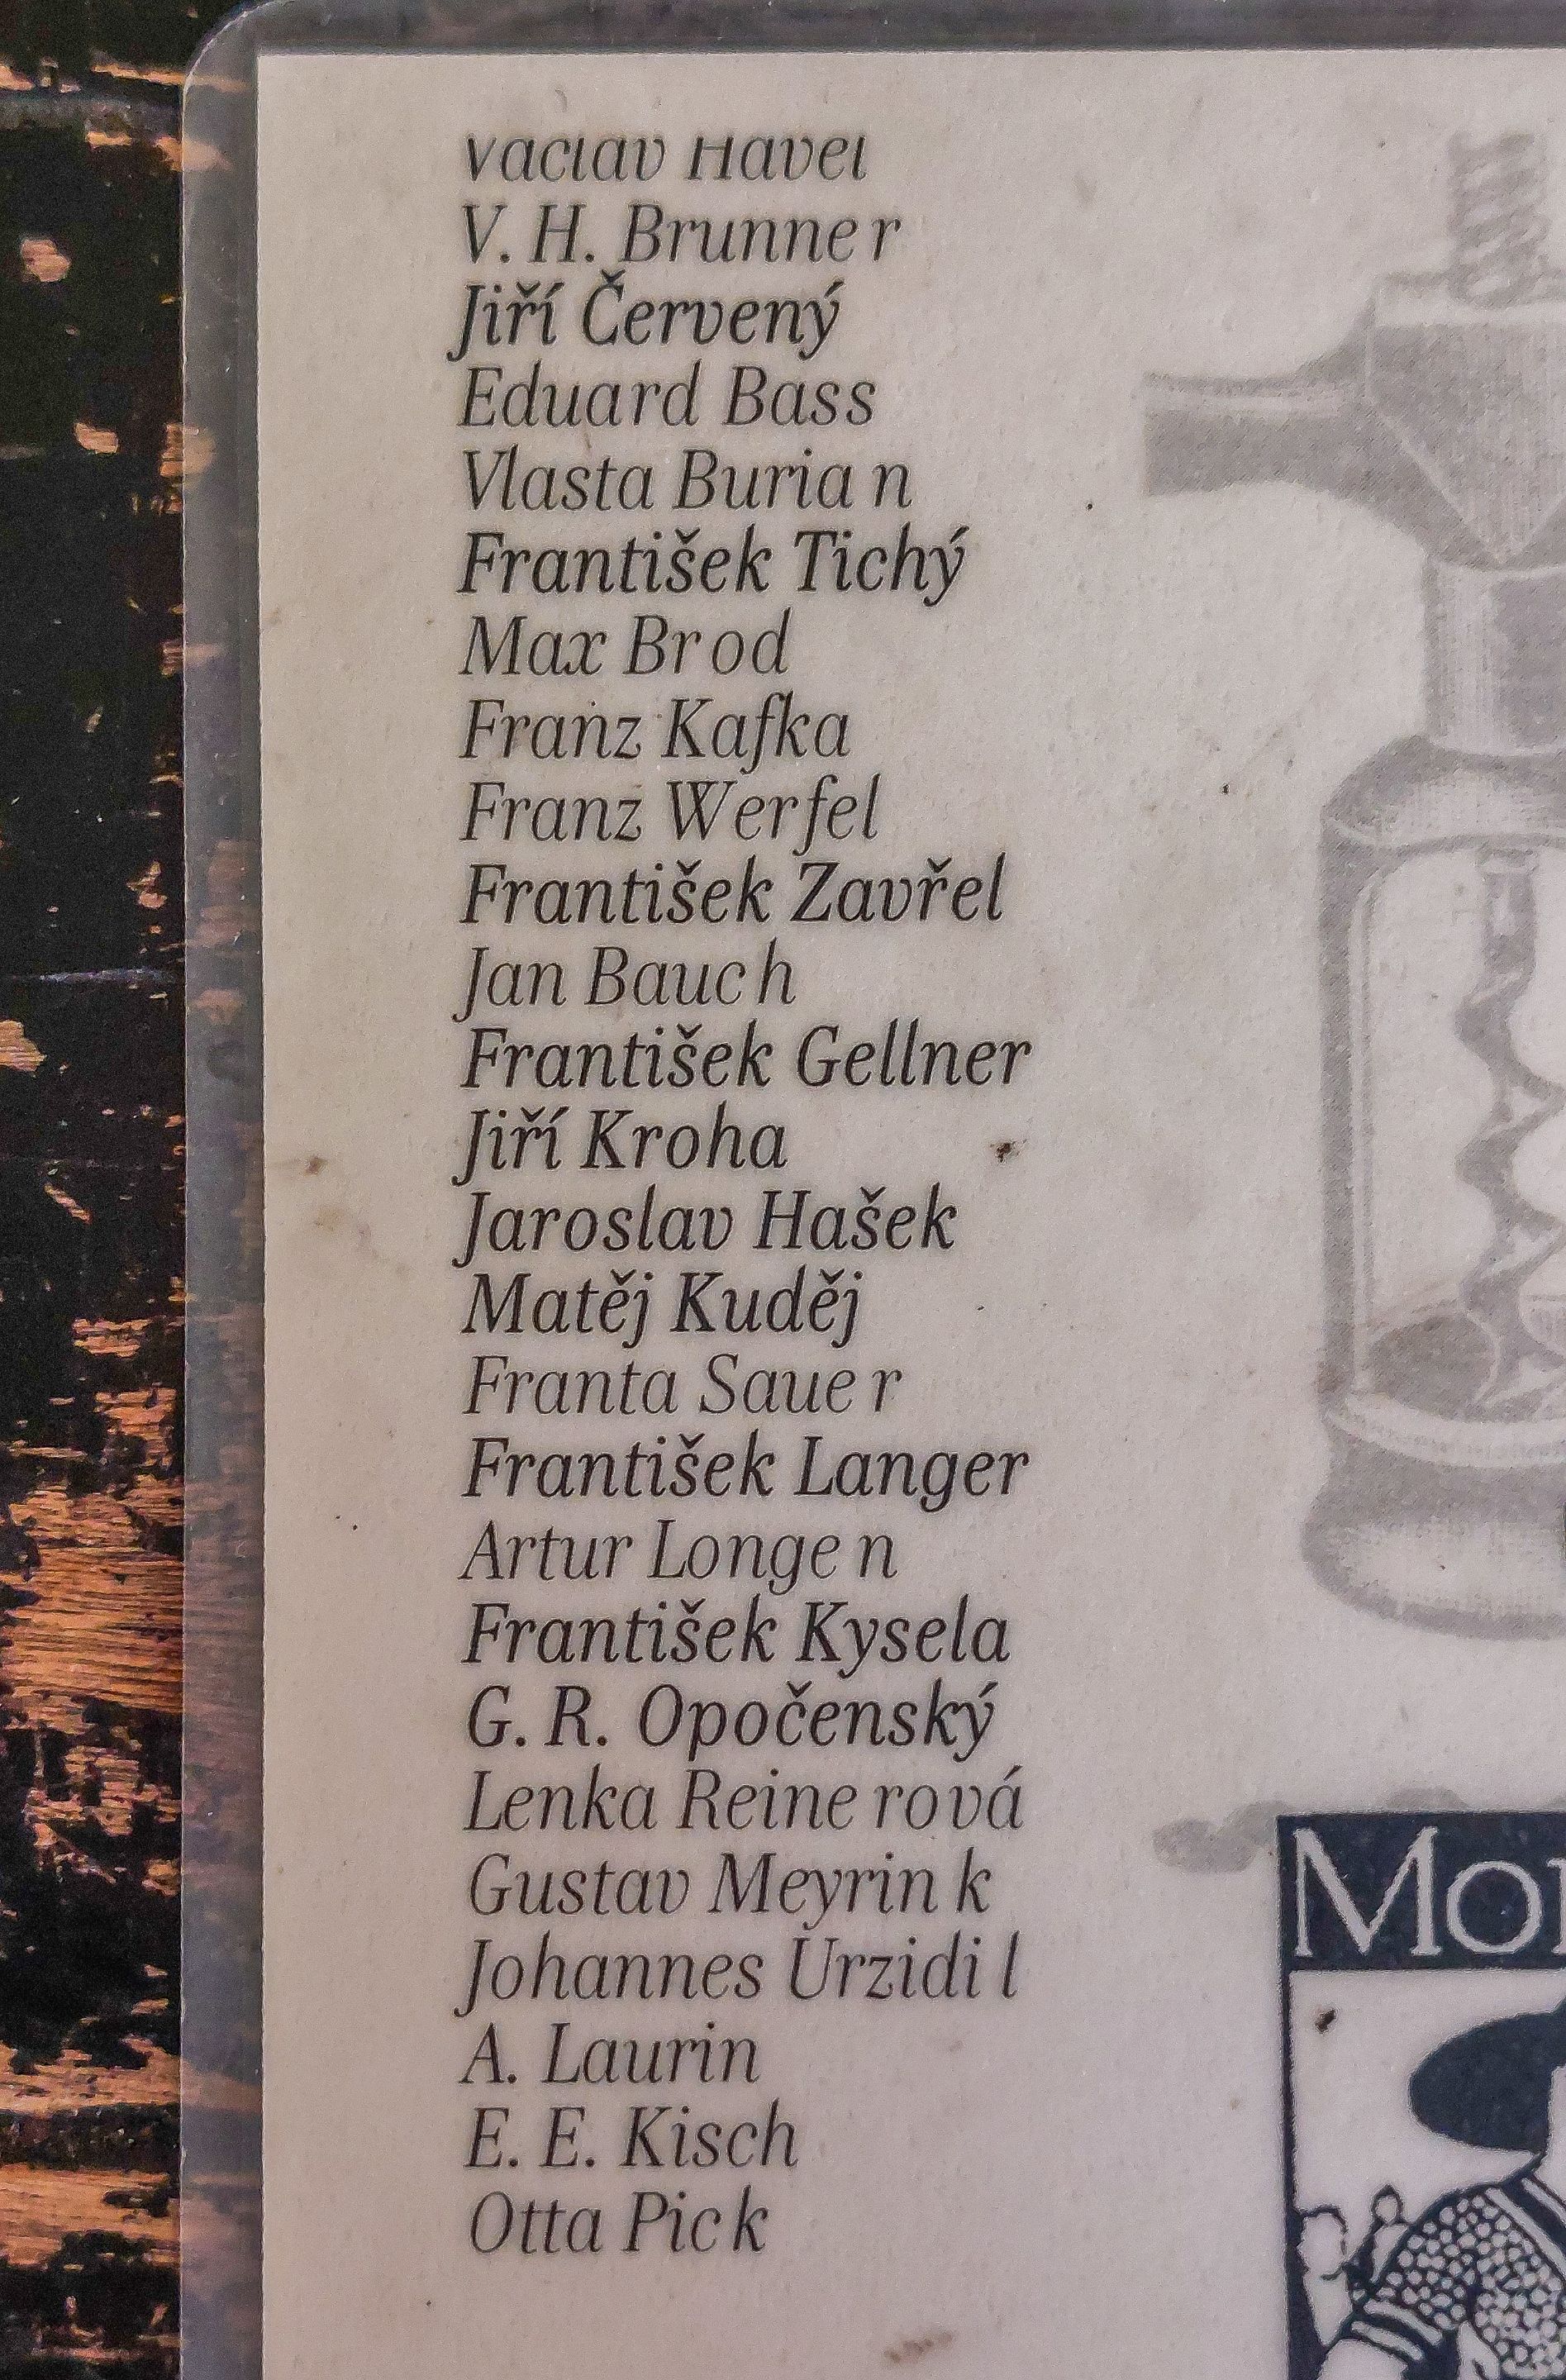 Václav Havel
V. H. Brunner
Jiří Červený
Eduard Bass
Vlasta Burian
František Tichý
Max Brod
Franz Kafka
Franz Werfel
František Zavřel
Jan Bauch
František Gellner
Jiří Kroha
Jaroslav Hašek
Matěj Kuděj
Franta Sauer
František Langer
Artur Longen
František Kysela
G. R. Opočenský
Lenka Reinerová
Gustav Meyrink
Johannes Urzidil
A. Laurin
E. E. Kisch
Otta Pick